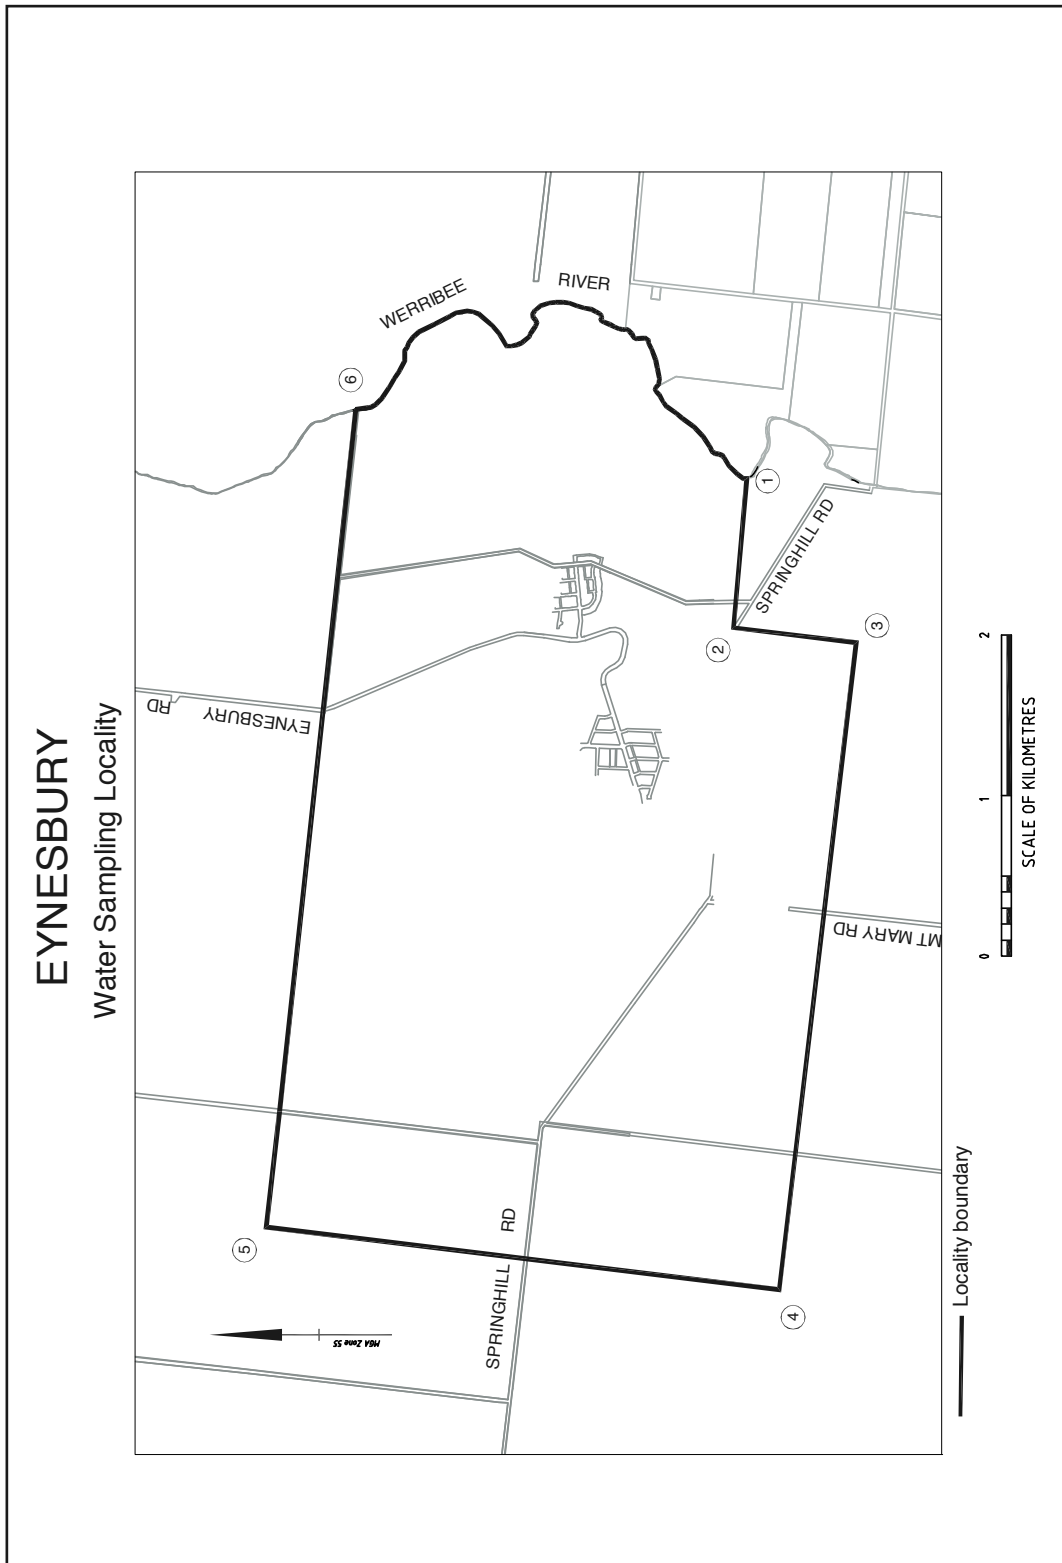 EYNESBURY
Water Sampling Locality
WERRIBEE
RIVER
6
EYNESBURY
RD
1
SPRINGHILL RD
2
3
MT MARY RD
5
SPRINGHILL
RD
4
MGA Zone 55
Locality boundary
0
1
2
SCALE OF KILOMETRES